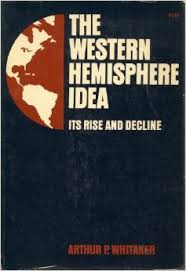 THE
WESTERN
HEMISPHERE
IDEA
ITS RISE AND DECLINE
ARTHUR P. WHITAKER